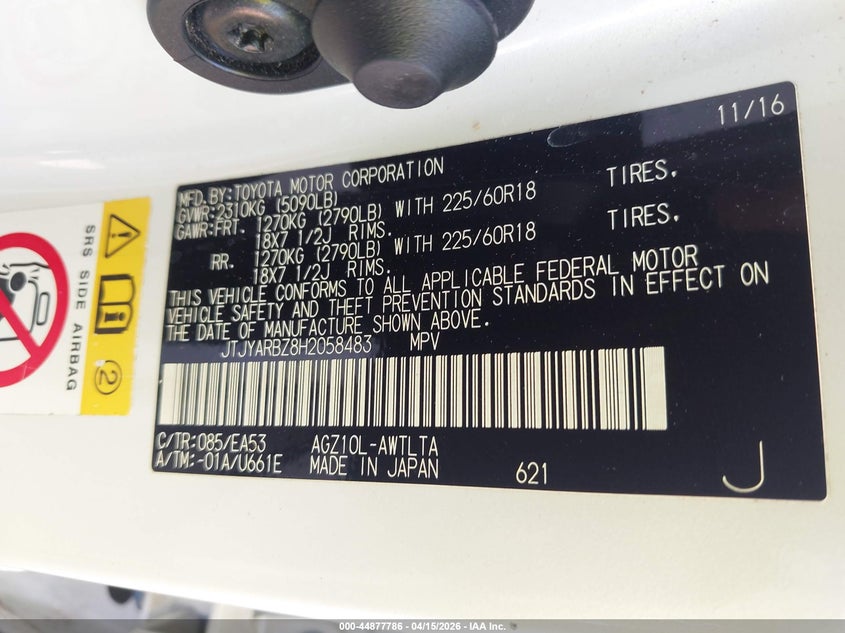 11/16
MFD. BY: TOYOTA MOTOR CORPORATION
GVWR: 2310KG (5090LB)
GAWR: FRT. 1270KG (2790LB) WITH 225/60R18 TIRES,
18X7 1/2J RIMS.
RR. 1270KG (2790LB) WITH 225/60R18 TIRES,
18X7 1/2J RIMS.
THIS VEHICLE CONFORMS TO ALL APPLICABLE FEDERAL MOTOR
VEHICLE SAFETY AND THEFT PREVENTION STANDARDS IN EFFECT ON
THE DATE OF MANUFACTURE SHOWN ABOVE.
JTJYARBZ8H2058483 MPV
C/TR: 085/EA53 AGZ10L-AWTLTA
A/TM: -01A/U661E MADE IN JAPAN 621
J
SRS SIDE AIRBAG
2
000-44877786 - 04/15/2026 - IAA Inc.